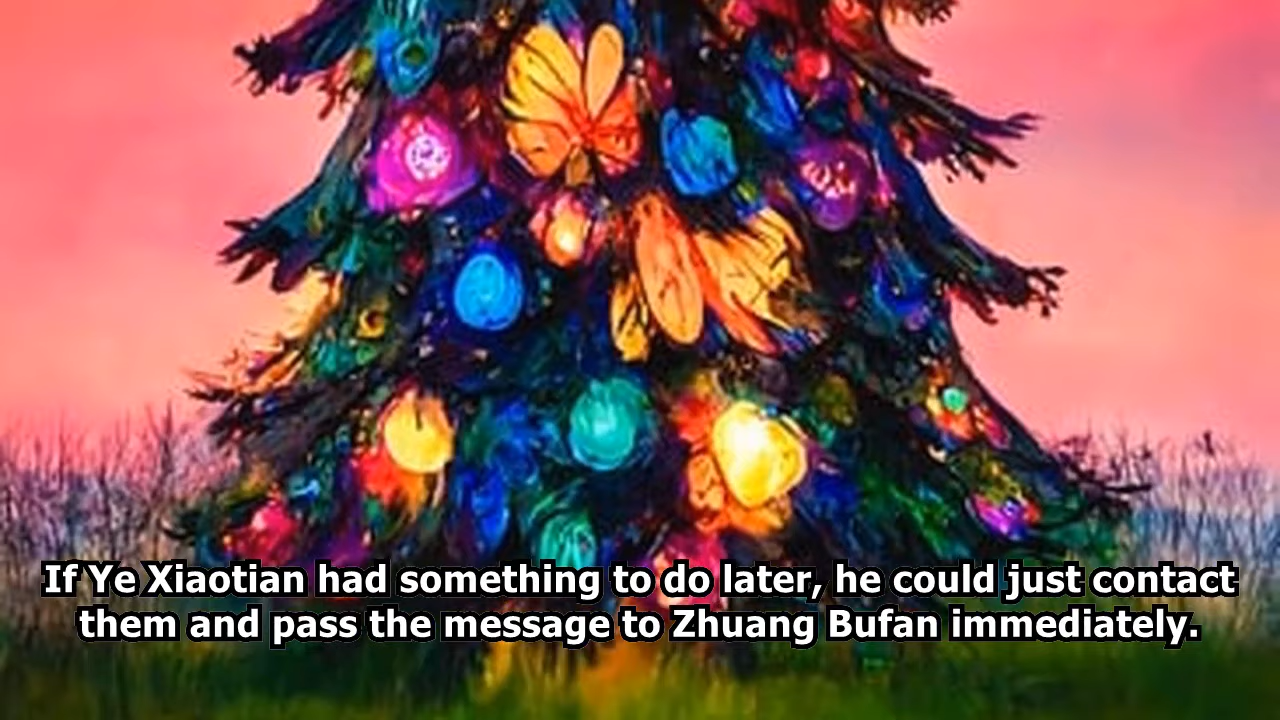 If Ye Xiaotian had something to do later, he could just contact
them and pass the message to Zhuang Bufan immediately.